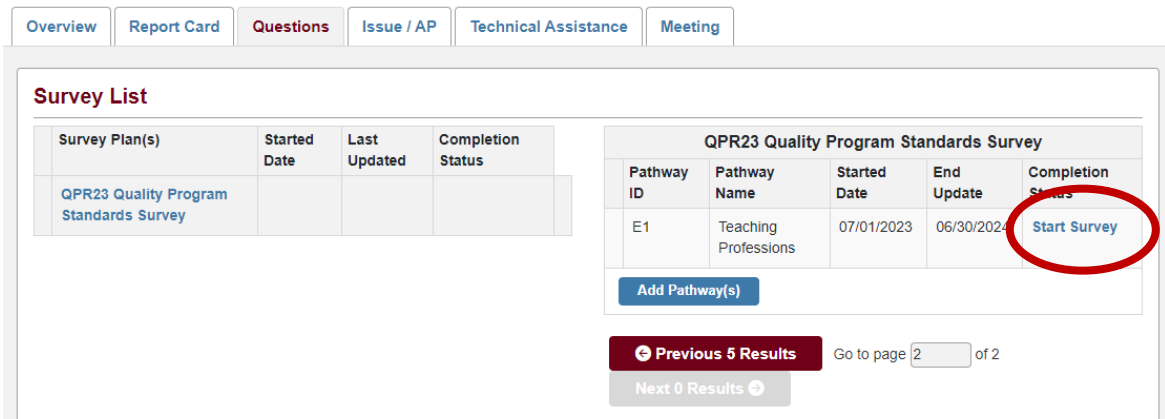 Overview Report Card Questions Issue / AP Technical Assistance Meeting
Survey List
Survey Plan(s) Started Date Last Updated Completion Status
QPR23 Quality Program
Standards Survey
QPR23 Quality Program Standards Survey
Pathway ID Pathway Name Started Date End Update Completion Status
E1 Teaching Professions 07/01/2023 06/30/2024 Start Survey
Add Pathway(s)
Previous 5 Results Go to page 2 of 2
Next 0 Results